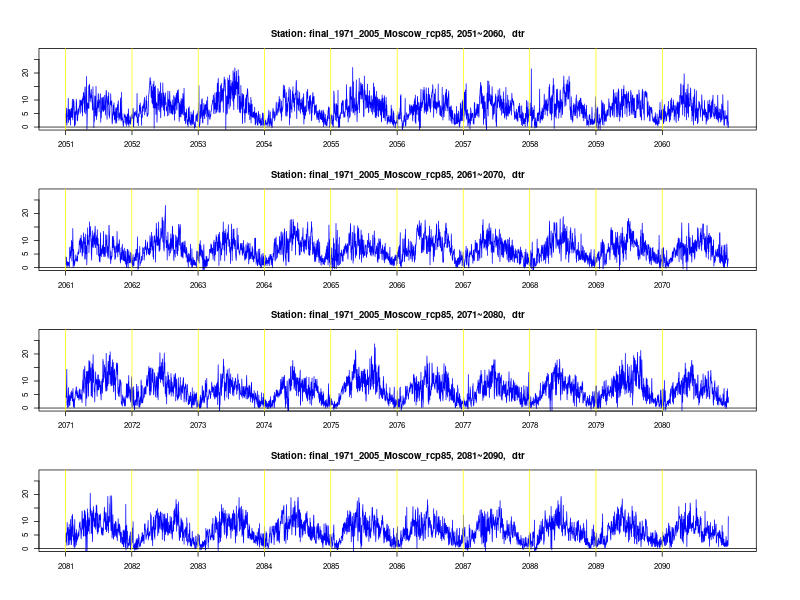 Station: final_1971_2005_Moscow_rcp85, 2051~2060, dtr
20
10
5
0
2051 2052 2053 2054 2055 2056 2057 2058 2059 2060
Station: final_1971_2005_Moscow_rcp85, 2061~2070, dtr
20
10
5
0
2061 2062 2063 2064 2065 2066 2067 2068 2069 2070
Station: final_1971_2005_Moscow_rcp85, 2071~2080, dtr
20
10
5
0
2071 2072 2073 2074 2075 2076 2077 2078 2079 2080
Station: final_1971_2005_Moscow_rcp85, 2081~2090, dtr
20
10
5
0
2081 2082 2083 2084 2085 2086 2087 2088 2089 2090